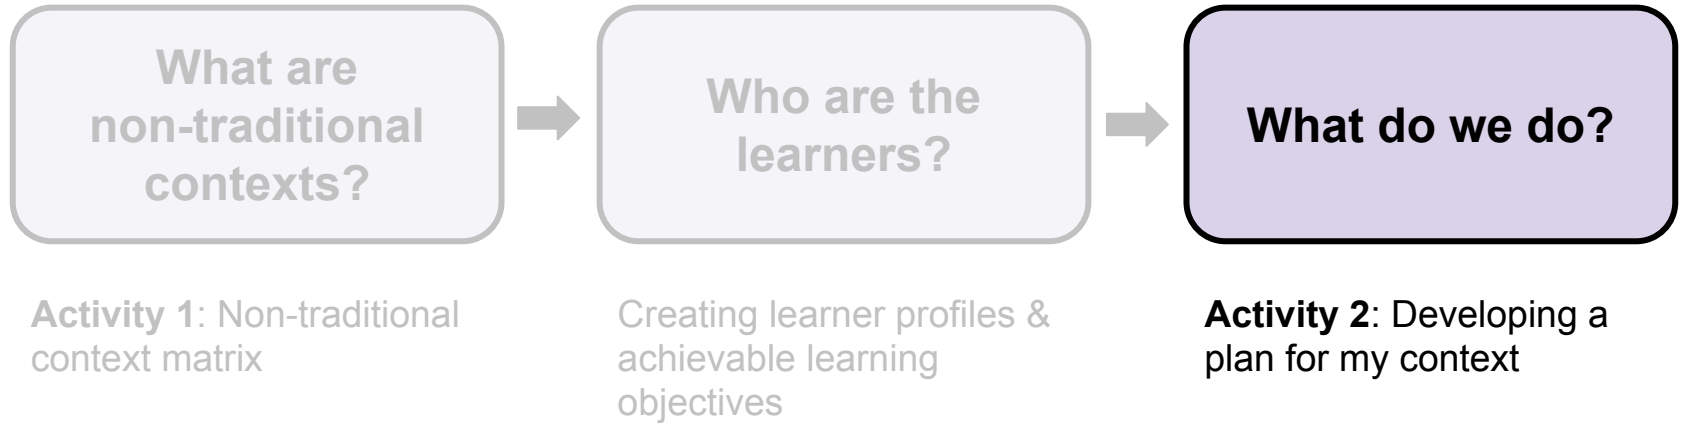 What are
non-traditional
contexts?
Who are the
learners?
What do we do?
Activity 1: Non-traditional
context matrix
Creating learner profiles &
achievable learning
objectives
Activity 2: Developing a
plan for my context